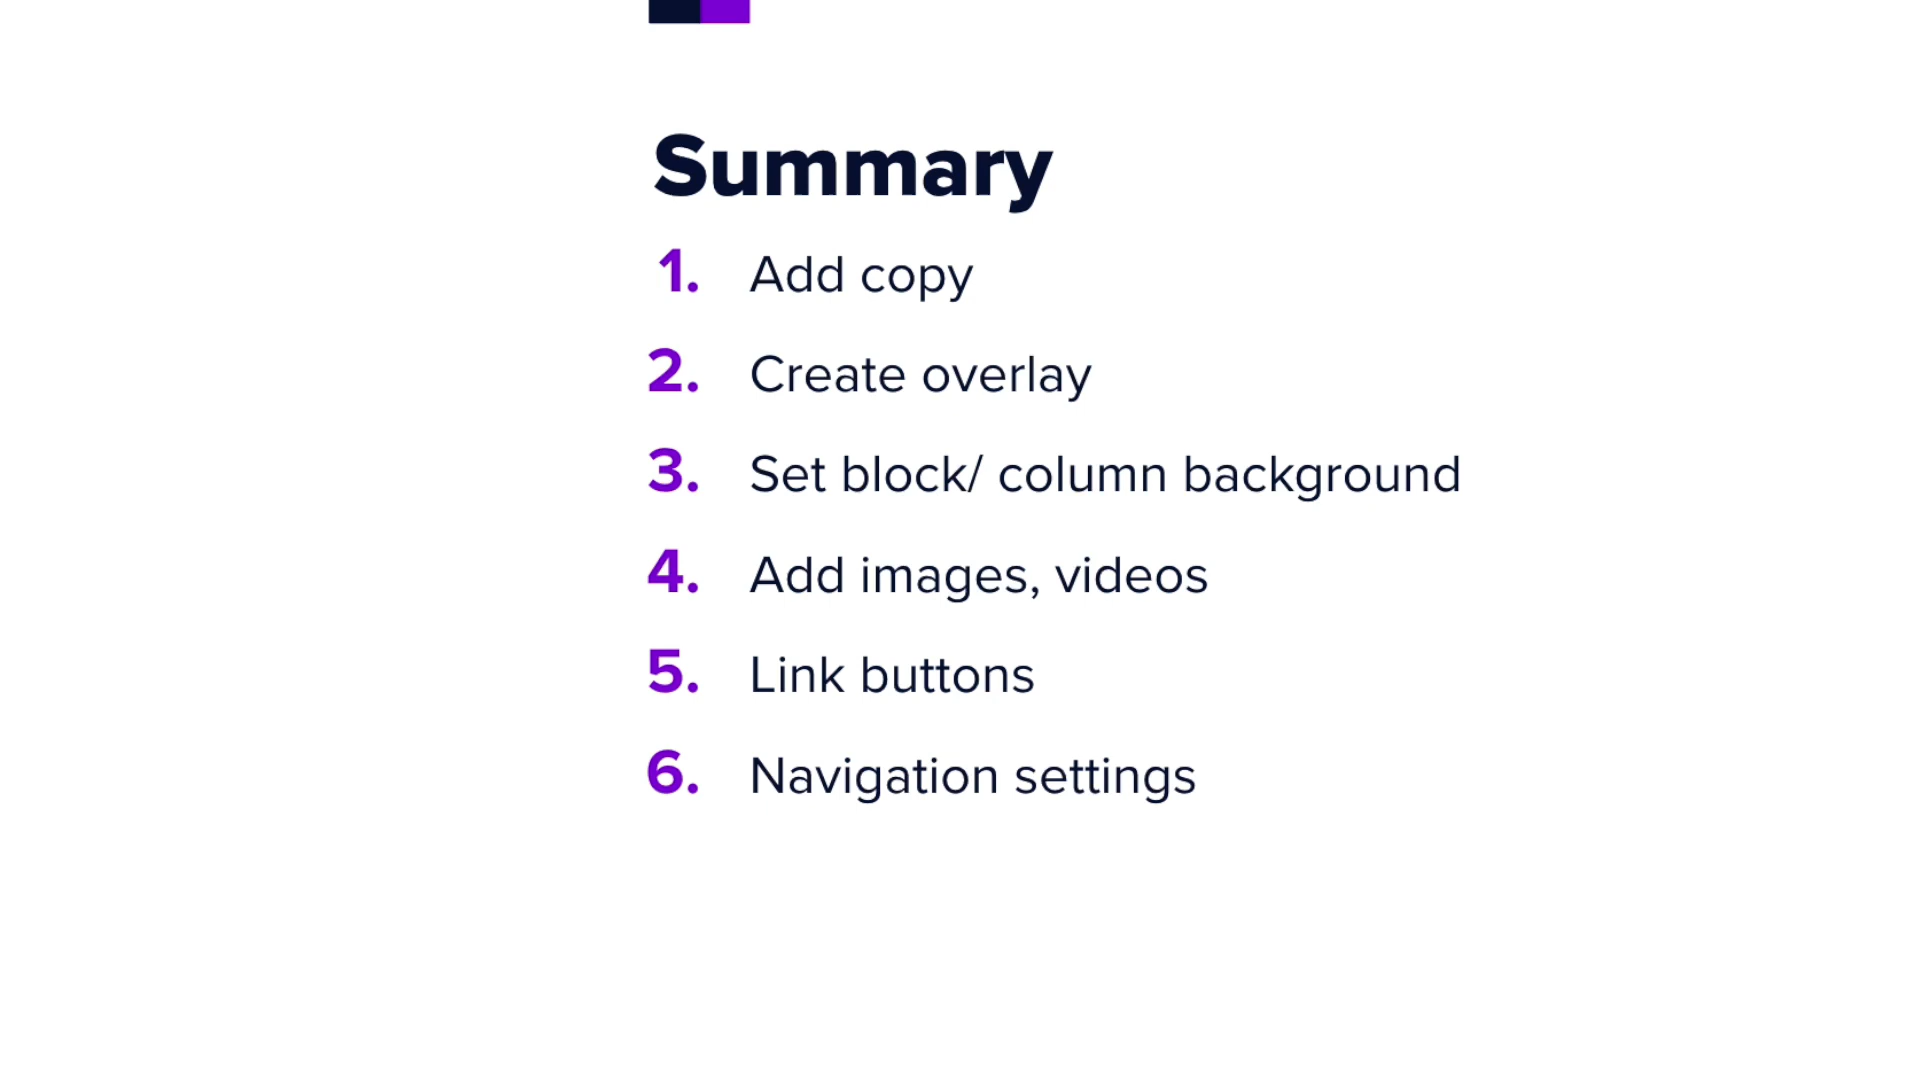 Summary
1. Add copy
2. Create overlay
3. Set block/ column background
4. Add images, videos
5. Link buttons
6. Navigation settings